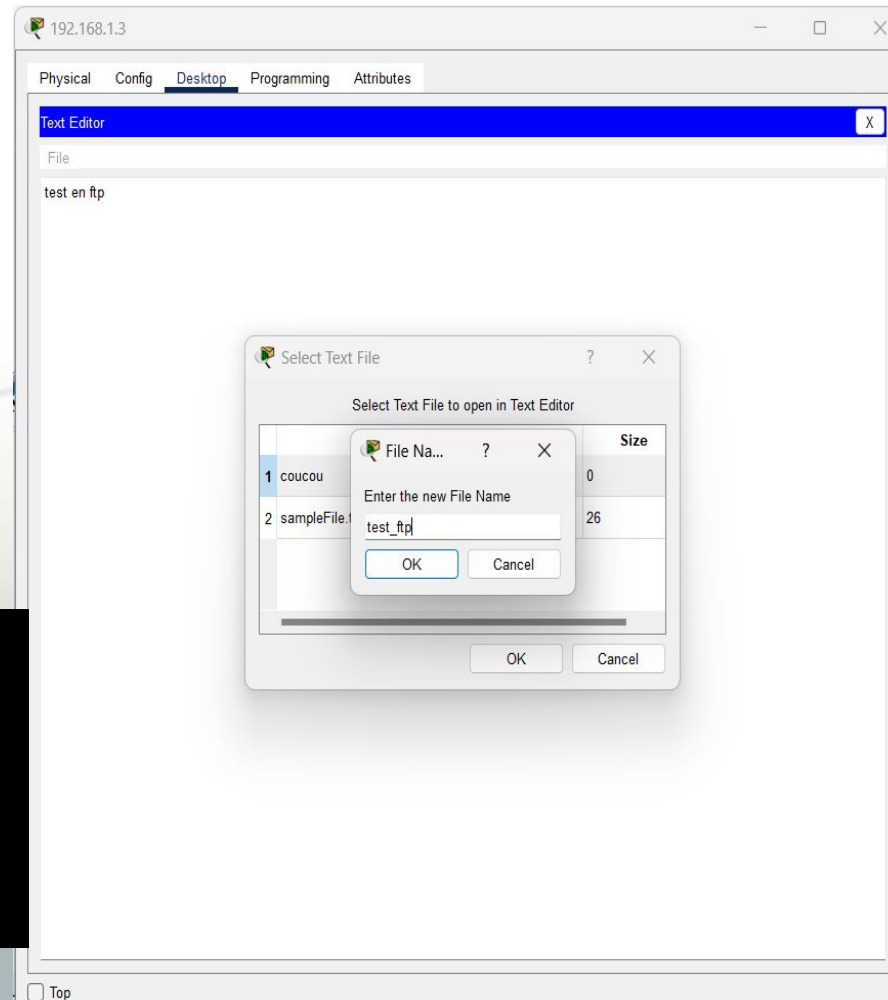 192.168.1.3
Physical Config Desktop Programming Attributes
Text Editor X
File
test en ftp
Select Text File ? X
Select Text File to open in Text Editor
Size
1 coucou 0
2 sampleFile.t 26
File Na... ?
Enter the new File Name
test_ftp
OK Cancel
OK Cancel
Top